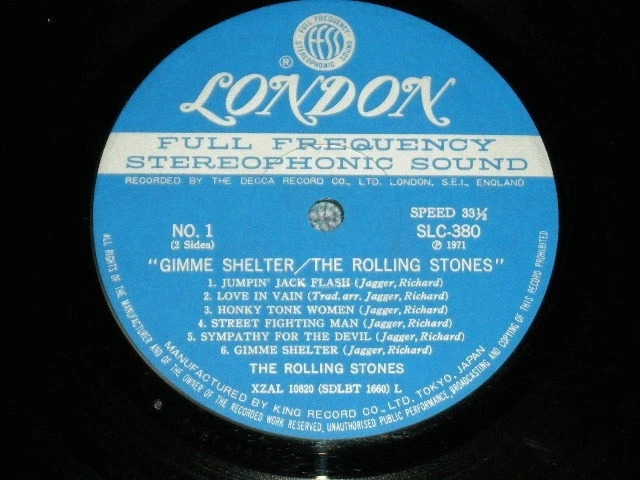 FULL FREQUENCY
ffss
STEREOPHONIC SOUND
®
LONDON
FULL FREQUENCY
STEREOPHONIC SOUND
RECORDED BY THE DECCA RECORD CO., LTD. LONDON, S.E.I., ENGLAND
NO. 1
(2 Sides)
SPEED 33⅓
SLC-380
Ⓟ 1971
"GIMME SHELTER/THE ROLLING STONES"
1. JUMPIN' JACK FLASH (Jagger, Richard)
2. LOVE IN VAIN (Trad. arr. Jagger, Richard)
3. HONKY TONK WOMEN (Jagger, Richard)
4. STREET FIGHTING MAN (Jagger, Richard)
5. SYMPATHY FOR THE DEVIL (Jagger, Richard)
6. GIMME SHELTER (Jagger, Richard)
THE ROLLING STONES
XZAL 10820 (SDLBT 1660) L
MANUFACTURED BY KING RECORD CO., LTD. TOKYO, JAPAN
ALL RIGHTS OF THE MANUFACTURER AND OF THE OWNER OF THE RECORDED WORK RESERVED. UNAUTHORISED PUBLIC PERFORMANCE, BROADCASTING AND COPYING OF THIS RECORD PROHIBITED